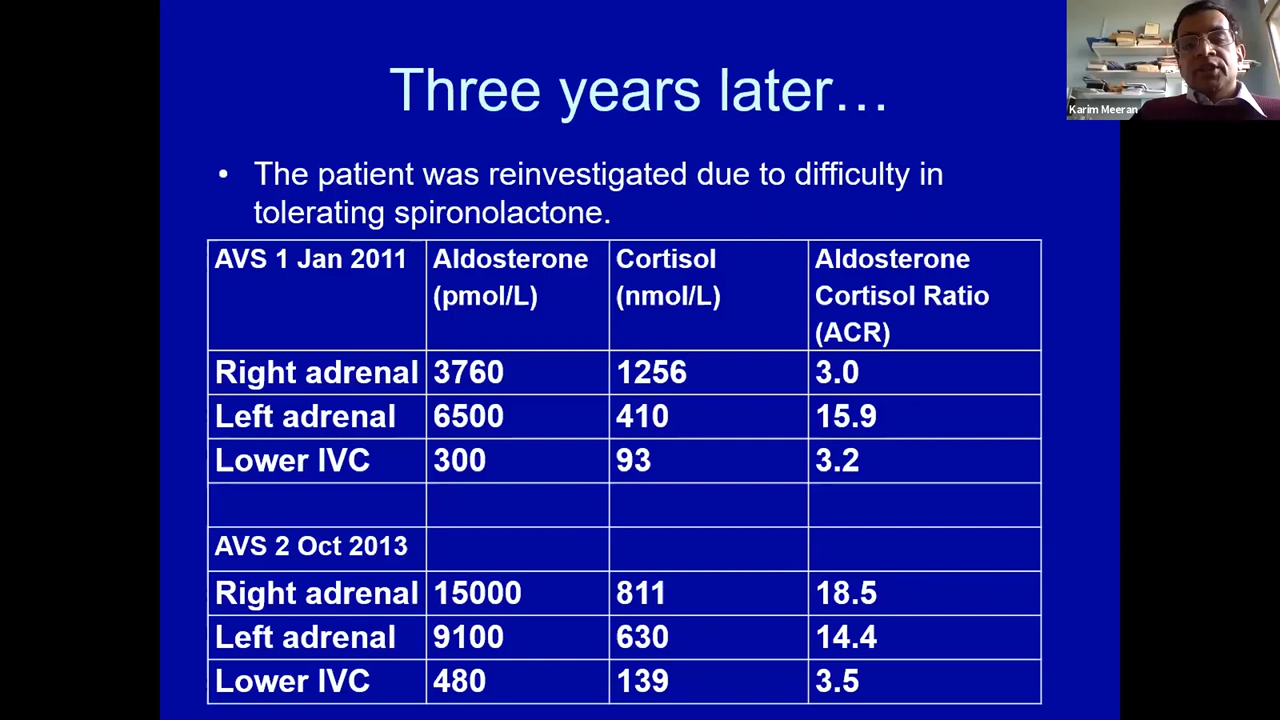 Three years later…
• The patient was reinvestigated due to difficulty in
tolerating spironolactone.
AVS 1 Jan 2011 Aldosterone (pmol/L) Cortisol (nmol/L) Aldosterone Cortisol Ratio (ACR)
Right adrenal 3760 1256 3.0
Left adrenal 6500 410 15.9
Lower IVC 300 93 3.2
AVS 2 Oct 2013
Right adrenal 15000 811 18.5
Left adrenal 9100 630 14.4
Lower IVC 480 139 3.5
Karim Meeran